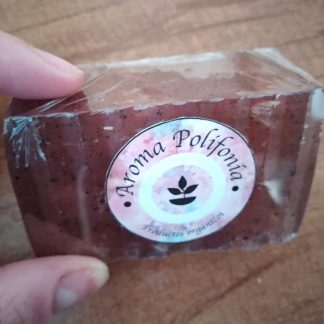 Aroma Polifonía
Productos orgánicos